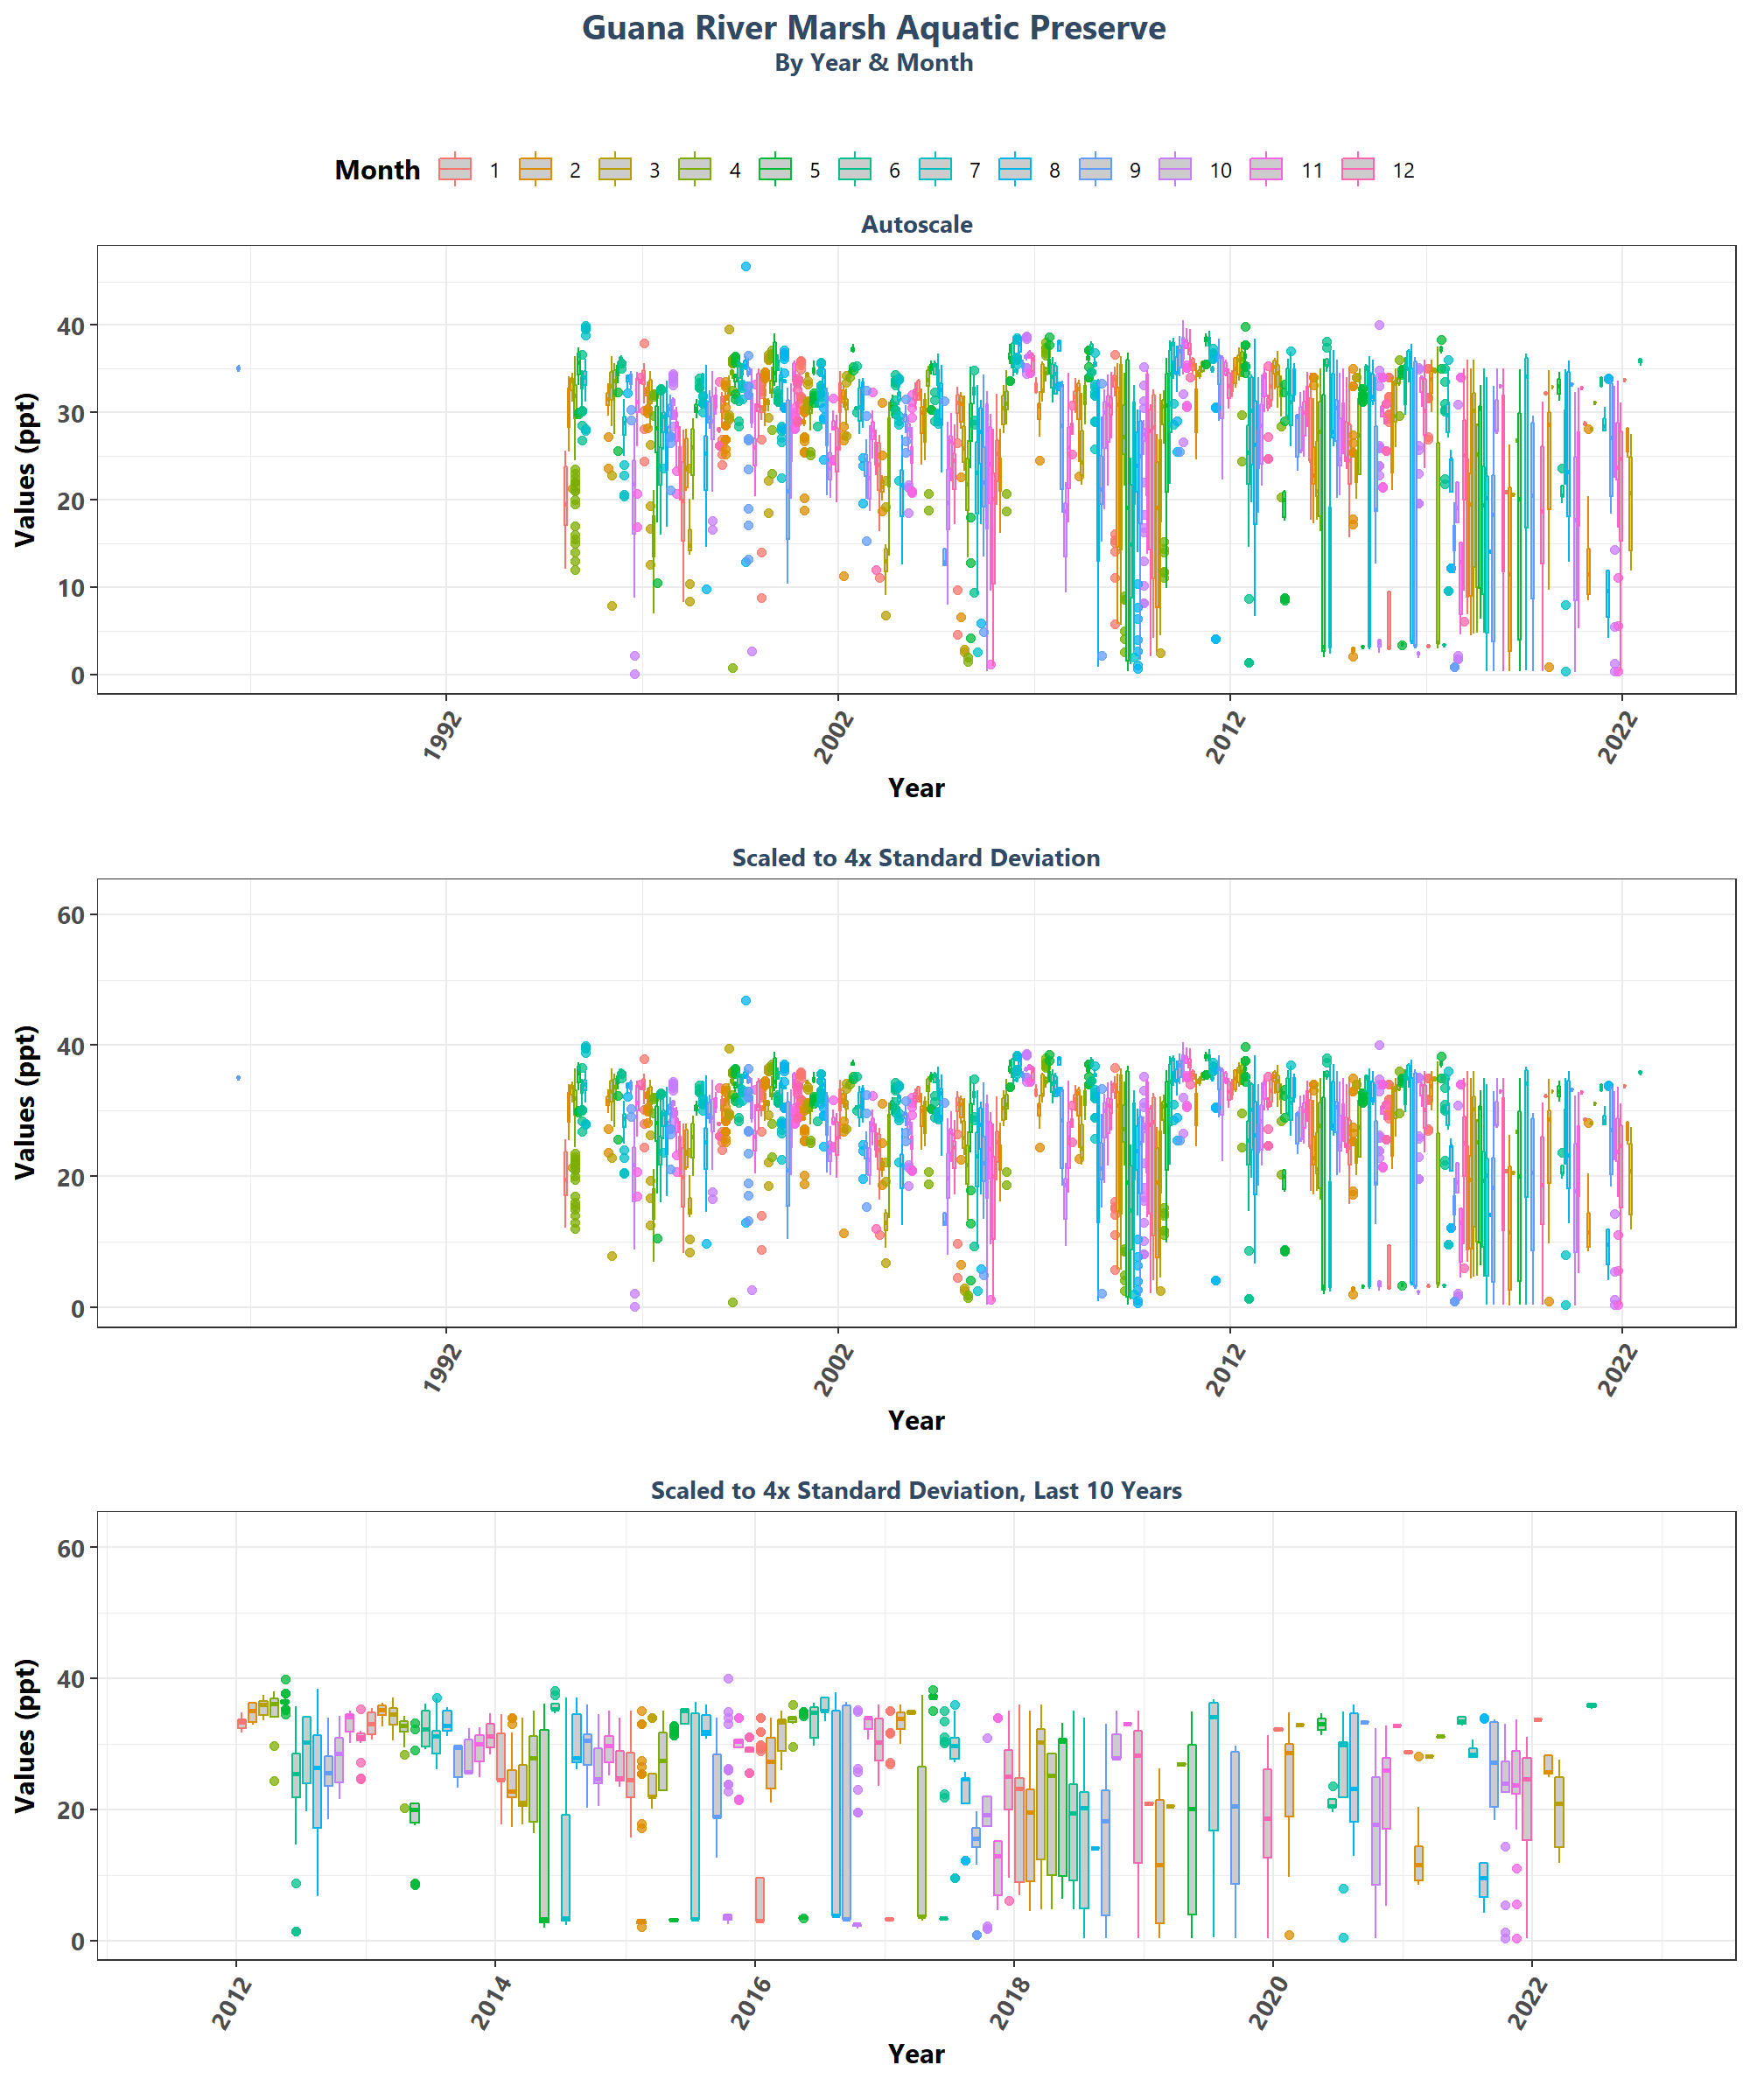 Guana River Marsh Aquatic Preserve
By Year & Month
Month 1 2 3 4 5 6 7 8 9 10 11 12
Autoscale
Values (ppt)
40
30
20
10
0
1992 2002 2012 2022
Year
Scaled to 4x Standard Deviation
Values (ppt)
60
40
20
0
1992 2002 2012 2022
Year
Scaled to 4x Standard Deviation, Last 10 Years
Values (ppt)
60
40
20
0
2012 2014 2016 2018 2020 2022
Year